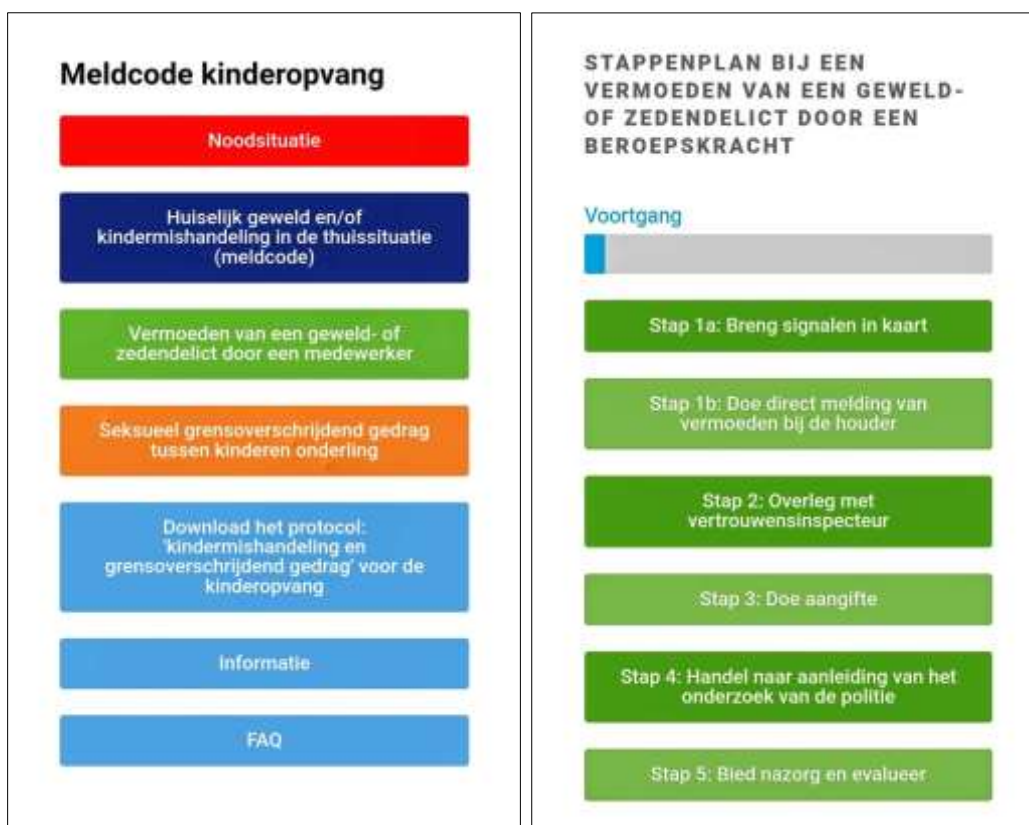 Meldcode kinderopvang
Noodsituatie
Huiselijk geweld en/of
kindermishandeling in de thuissituatie
(meldcode)
Vermoeden van een geweld- of
zedendelict door een medewerker
Seksueel grensoverschrijdend gedrag
tussen kinderen onderling
Download het protocol:
'kindermishandeling en
grensoverschrijdend gedrag' voor de
kinderopvang
Informatie
FAQ
STAPPENPLAN BIJ EEN
VERMOEDEN VAN EEN GEWELD-
OF ZEDENDELICT DOOR EEN
BEROEPSKRACHT
Voortgang
Stap 1a: Breng signalen in kaart
Stap 1b: Doe direct melding van
vermoeden bij de houder
Stap 2: Overleg met
vertrouwensinspecteur
Stap 3: Doe aangifte
Stap 4: Handel naar aanleiding van het
onderzoek van de politie
Stap 5: Bied nazorg en evalueer